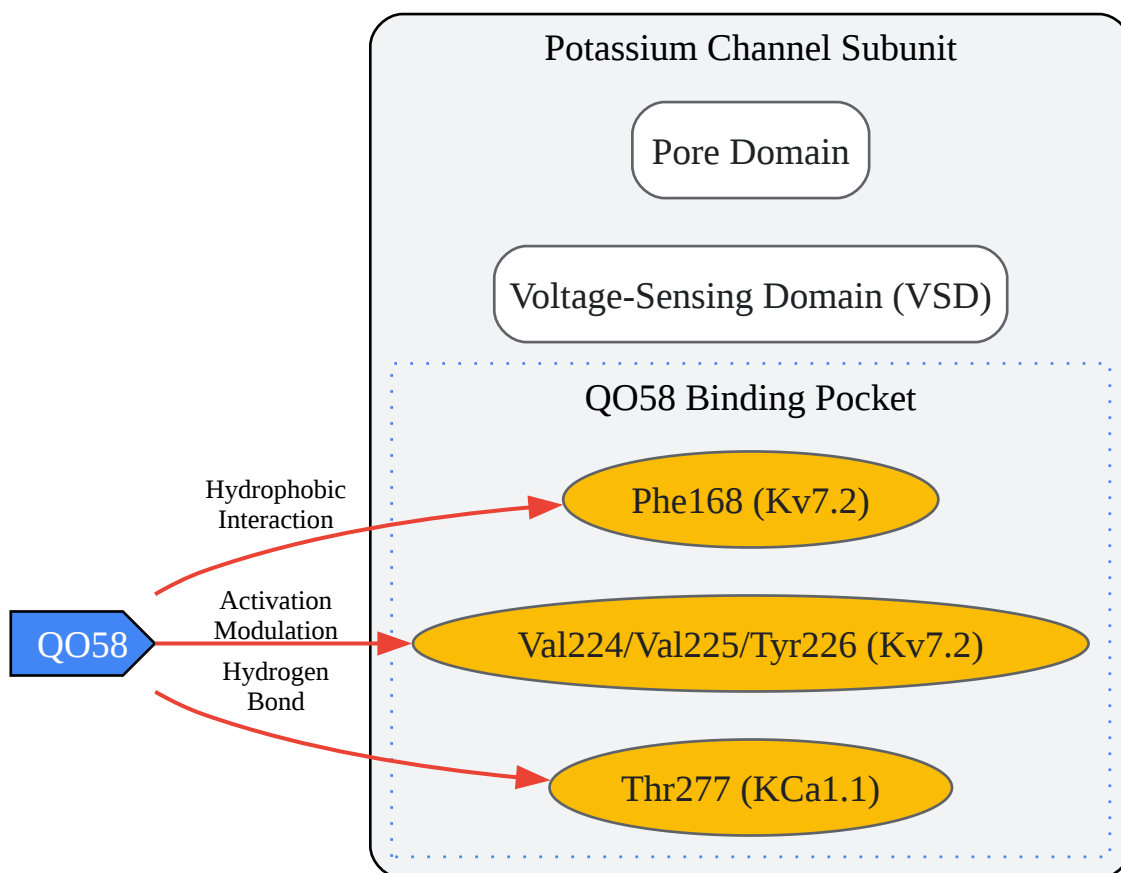 Potassium Channel Subunit
Pore Domain
Voltage-Sensing Domain (VSD)
QO58 Binding Pocket
Hydrophobic
Interaction
Phe168 (Kv7.2)
Activation
Modulation
QO58
Val224/Val225/Tyr226 (Kv7.2)
Hydrogen
Bond
Thr277 (KCa1.1)